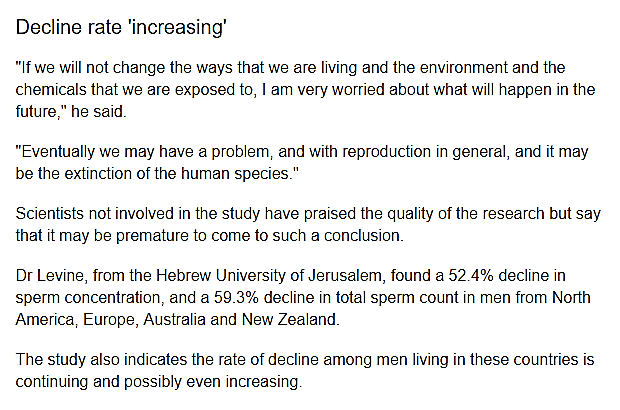 Decline rate 'increasing'
"If we will not change the ways that we are living and the environment and the
chemicals that we are exposed to, I am very worried about what will happen in the
future," he said.
"Eventually we may have a problem, and with reproduction in general, and it may
be the extinction of the human species."
Scientists not involved in the study have praised the quality of the research but say
that it may be premature to come to such a conclusion.
Dr Levine, from the Hebrew University of Jerusalem, found a 52.4% decline in
sperm concentration, and a 59.3% decline in total sperm count in men from North
America, Europe, Australia and New Zealand.
The study also indicates the rate of decline among men living in these countries is
continuing and possibly even increasing.